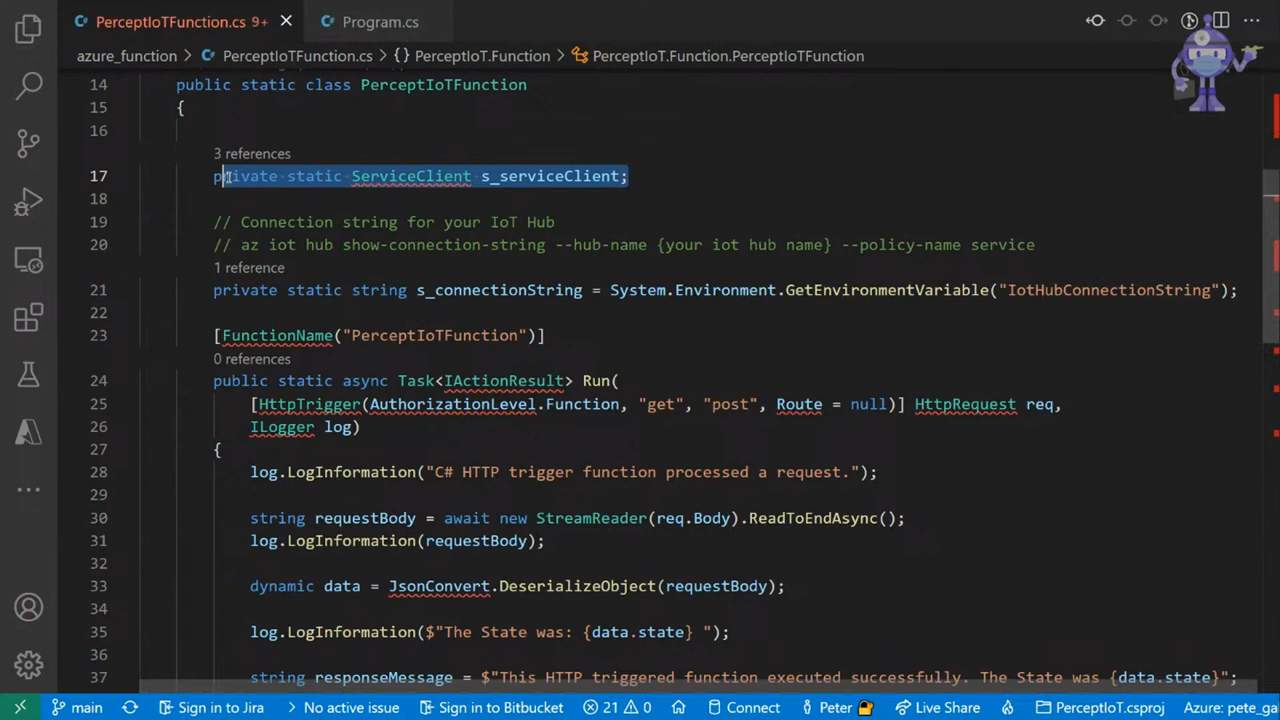 PerceptIoTFunction.cs 9+
Program.cs
azure_function > PerceptIoTFunction.cs > {} PerceptIoT.Function > PerceptIoT.Function.PerceptIoTFunction
14 public static class PerceptIoTFunction
15 {
16
3 references
17 private static ServiceClient s_serviceClient;
18
19 // Connection string for your IoT Hub
20 // az iot hub show-connection-string --hub-name {your iot hub name} --policy-name service
1 reference
21 private static string s_connectionString = System.Environment.GetEnvironmentVariable("IotHubConnectionString");
22
23 [FunctionName("PerceptIoTFunction")]
0 references
24 public static async Task<IActionResult> Run(
25 [HttpTrigger(AuthorizationLevel.Function, "get", "post", Route = null)] HttpRequest req,
26 ILogger log)
27 {
28 log.LogInformation("C# HTTP trigger function processed a request.");
29
30 string requestBody = await new StreamReader(req.Body).ReadToEndAsync();
31 log.LogInformation(requestBody);
32
33 dynamic data = JsonConvert.DeserializeObject(requestBody);
34
35 log.LogInformation($"The State was: {data.state} ");
36
37 string responseMessage = $"This HTTP triggered function executed successfully. The State was {data.state}";
main Sign in to Jira No active issue Sign in to Bitbucket 21 0 Connect Peter Live Share PerceptIoT.csproj Azure: pete_ga